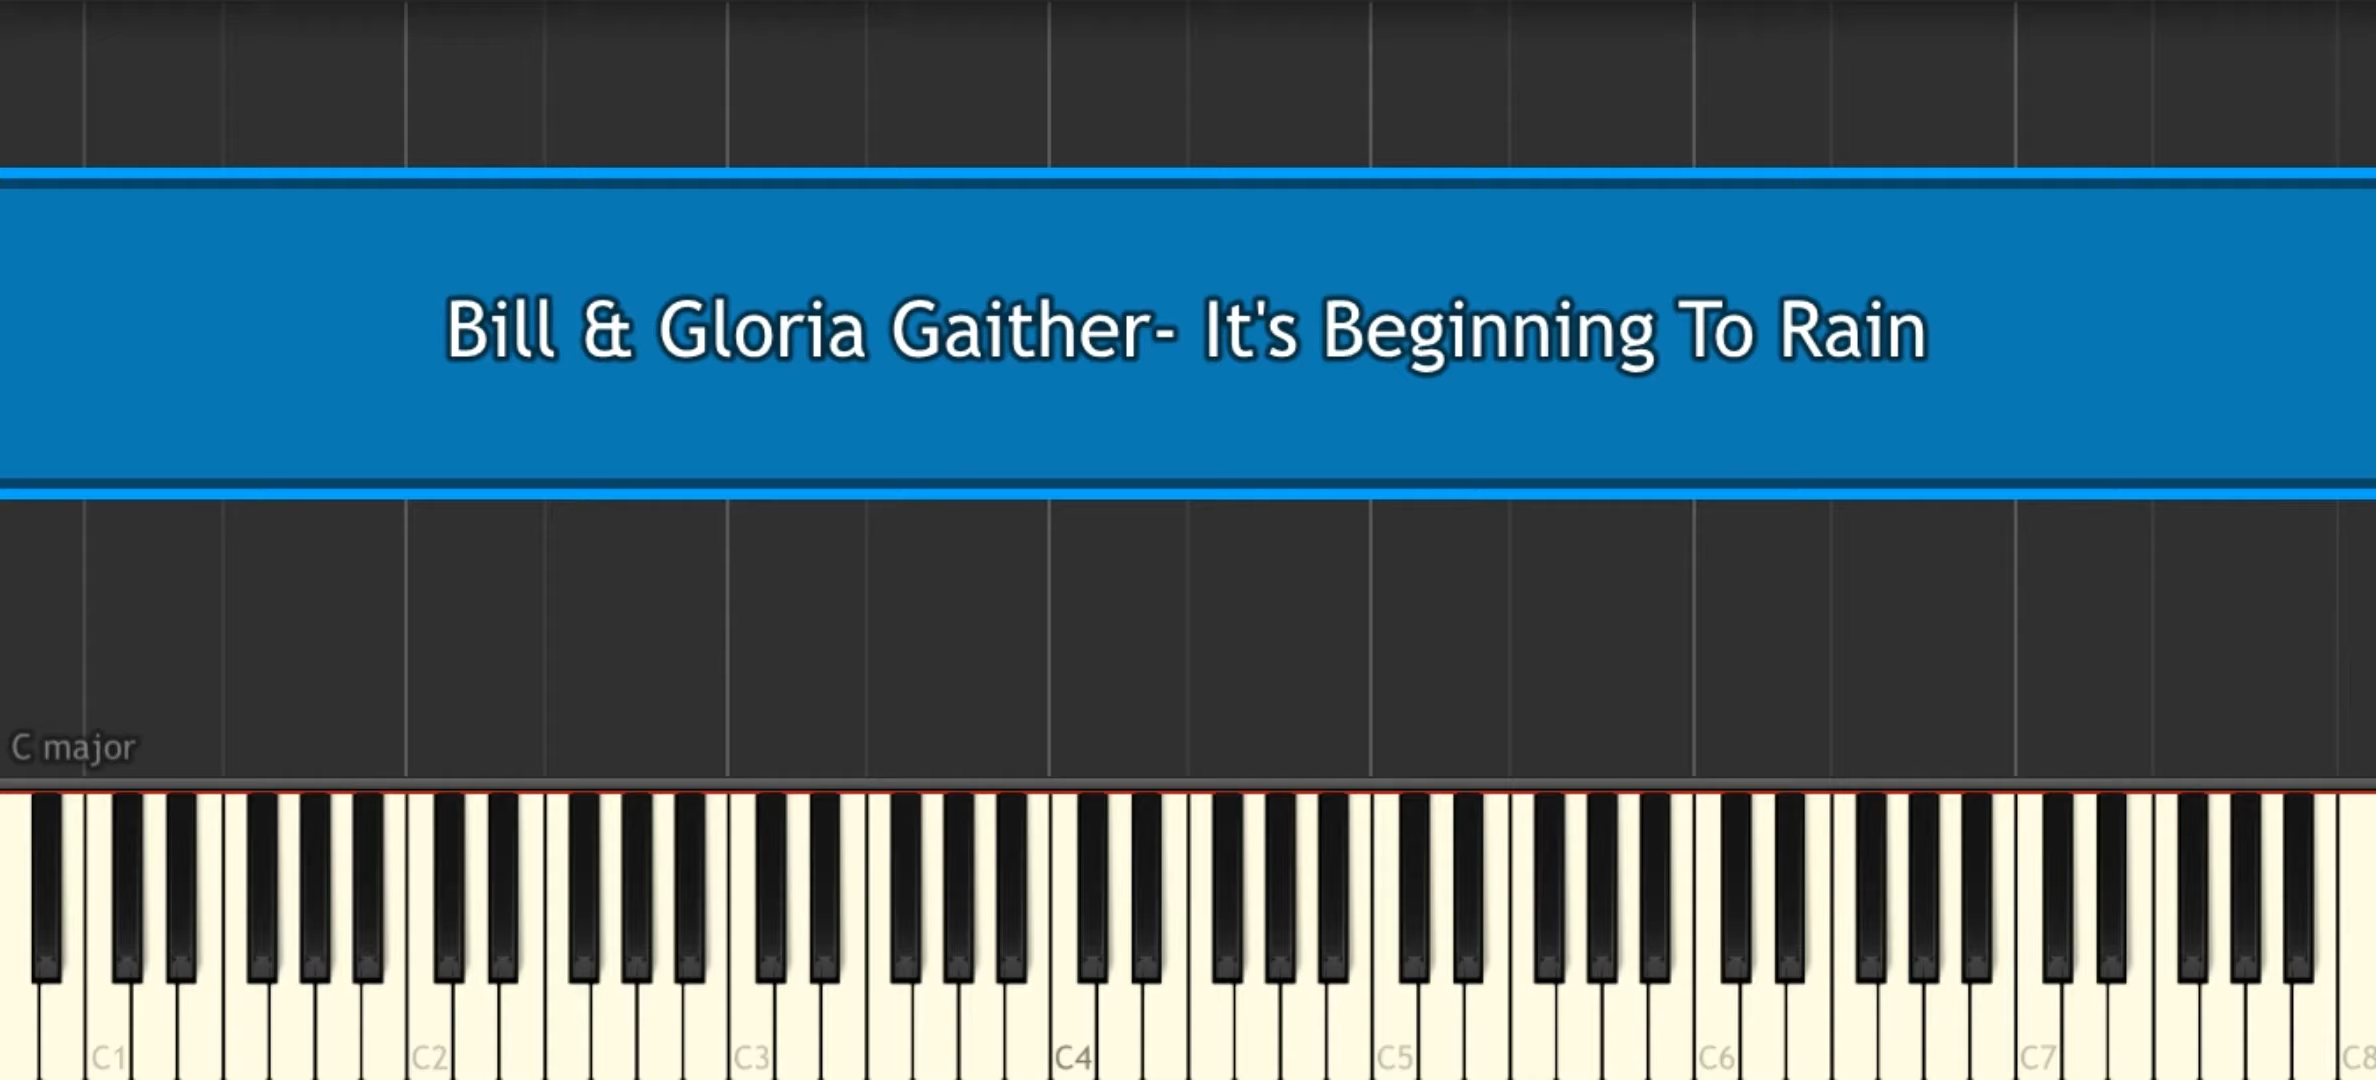 Bill & Gloria Gaither- It's Beginning To Rain
C major
C1 C2 C3 C4 C5 C6 C7 C8